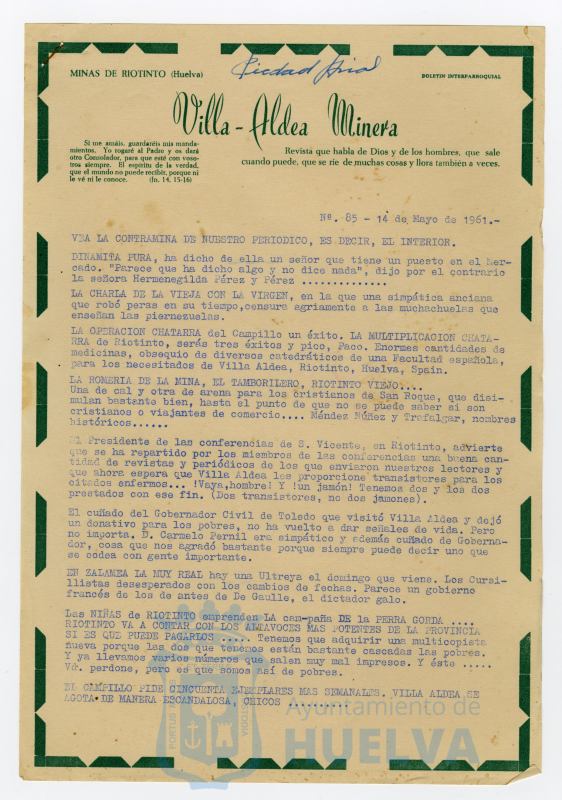 MINAS DE RIOTINTO (Huelva)
Piedad Arial
BOLETIN INTERPARROQUIAL
Villa - Aldea Minera
Si me amáis, guardaréis mis manda-
mientos. Yo rogaré al Padre y os dará
otro Consolador, para que esté con voso-
tros siempre. El espíritu de la verdad,
que el mundo no puede recibir, porque ni
le vé ni le conoce. (In. 14, 15-16)
Revista que habla de Dios y de los hombres, que sale
cuando puede, que se ríe de muchas cosas y llora también a veces.
Nº. 85 - 14 de Mayo de 1961.-
VEA LA CONTRAMINA DE NUESTRO PERIODICO, ES DECIR, EL INTERIOR.
DINAMITA PURA, ha dicho de ella un señor que tiene un puesto en el Mer-
cado. "Parece que ha dicho algo y no dice nada", dijo por el contrario
la señora Hermenegilda Pérez y Pérez ..............
LA CHARLA DE LA VIEJA CON LA VIRGEN, en la que una simpática anciana
que robó peras en su tiempo,censura agriamente a las muchachuelas que
enseñan las piernezuelas.
LA OPERACION CHATARRA del Campillo un éxito. LA MULTIPLICACION CHATA-
RRA de Riotinto, serás tres éxitos y pico, Paco. Enormes cantidades de
medicinas, obsequio de diversos catedráticos de una Facultad española,
para los necesitados de Villa Aldea, Riotinto, Huelva, Spain.
LA ROMERIA DE LA MINA, EL TAMBORILERO, RIOTINTO VIEJO....
Una de cal y otra de arena para los cristianos de San Roque, que disi-
mulan bastante bien, hasta el punto de que no se puede saber si son
cristianos o viajantes de comercio.... Méndez Núñez y Trafalgar, nombres
históricos......
El Presidente de las conferencias de S. Vicente, en Riotinto, advierte
que se ha repartido por los miembros de las conferencias una buena can-
tidad de revistas y periódicos de los que enviaron nuestros lectores y
que ahora espera que Villa Aldea les proporcione transistores para los
citados enfermos... !Vaya,hombre! Y !un jamón! Tenemos dos y los dos
prestados con ese fin. (Dos transistores, no dos jamones).
El cuñado del Gobernador Civil de Toledo que visitó Villa Aldea y dejó
un donativo para los pobres, no ha vuelto a dar señales de vida. Pero
no importa. D. Carmelo Pernil era simpático y además cuñado de Goberna-
dor, cosa que nos agradó bastante porque siempre puede decir uno que
se codea con gente importante.
EN ZALAMEA LA MUY REAL hay una Ultreya el domingo que viene. Los Cursi-
llistas desesperados con los cambios de fechas. Parece un gobierno
francés de los de antes de De Gaulle, el dictador galo.
Las NIÑAS de RIOTINTO emprenden LA cam-paña DE LA PERRA GORDA ....
RIOTINTO VA A CONTAR CON LOS ALTAVOCES MAS POTENTES DE LA PROVINCIA
SI ES QUE PUEDE PAGARLOS ..... Tenemos que adquirir una multicopista
nueva porque las dos que tenemos están bastante cascadas las pobres.
Y ya llevamos varios números que salen muy mal impresos. Y éste .....
Vd. perdone, pero es que somos así de pobres.
EL CAMPILLO PIDE CINCUENTA EJEMPLARES MAS SEMANALES. VILLA ALDEA SE
AGOTA DE MANERA ESCANDALOSA, CHICOS .........
PORTUS
CUSTODIA
Ayuntamiento de
HUELVA